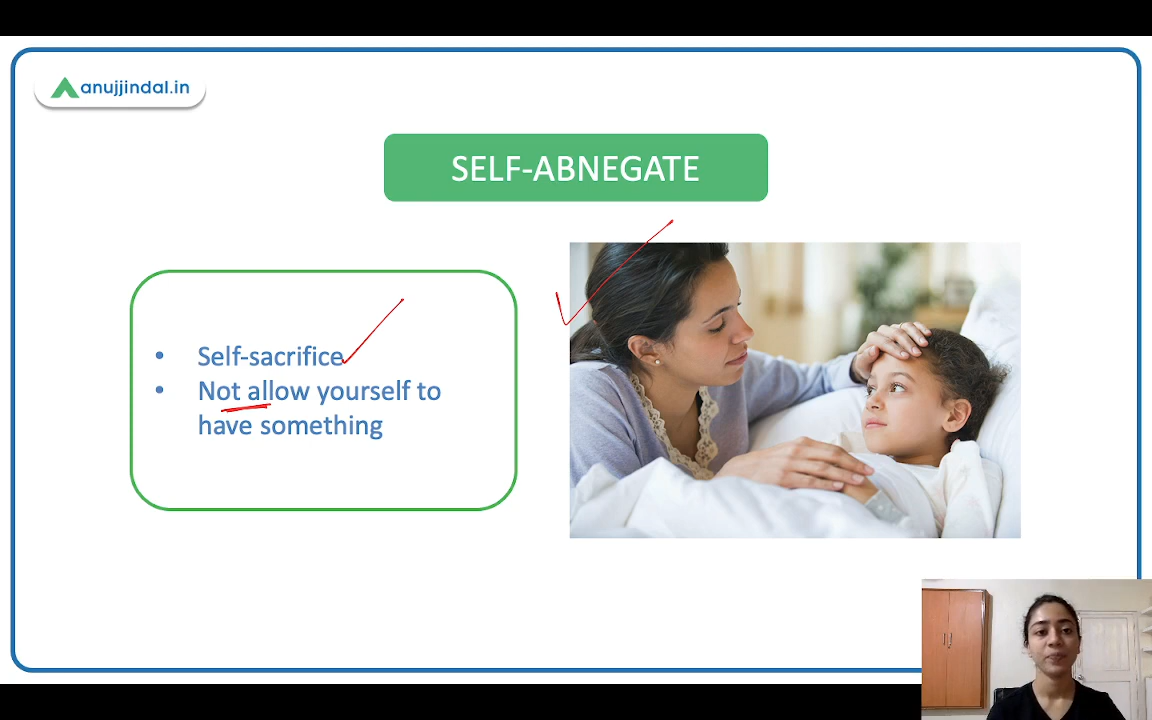 anujjindal.in
SELF-ABNEGATE
• Self-sacrifice
• Not allow yourself to
have something